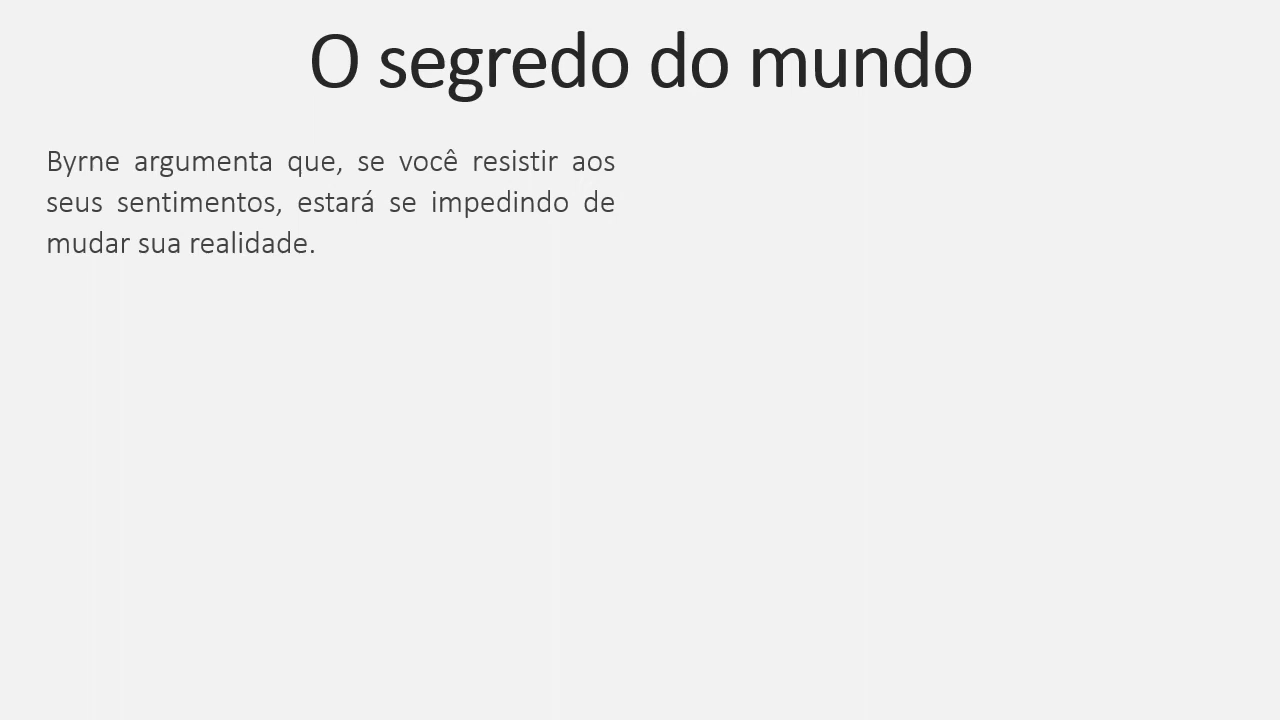 O segredo do mundo
Byrne argumenta que, se você resistir aos
seus sentimentos, estará se impedindo de
mudar sua realidade.